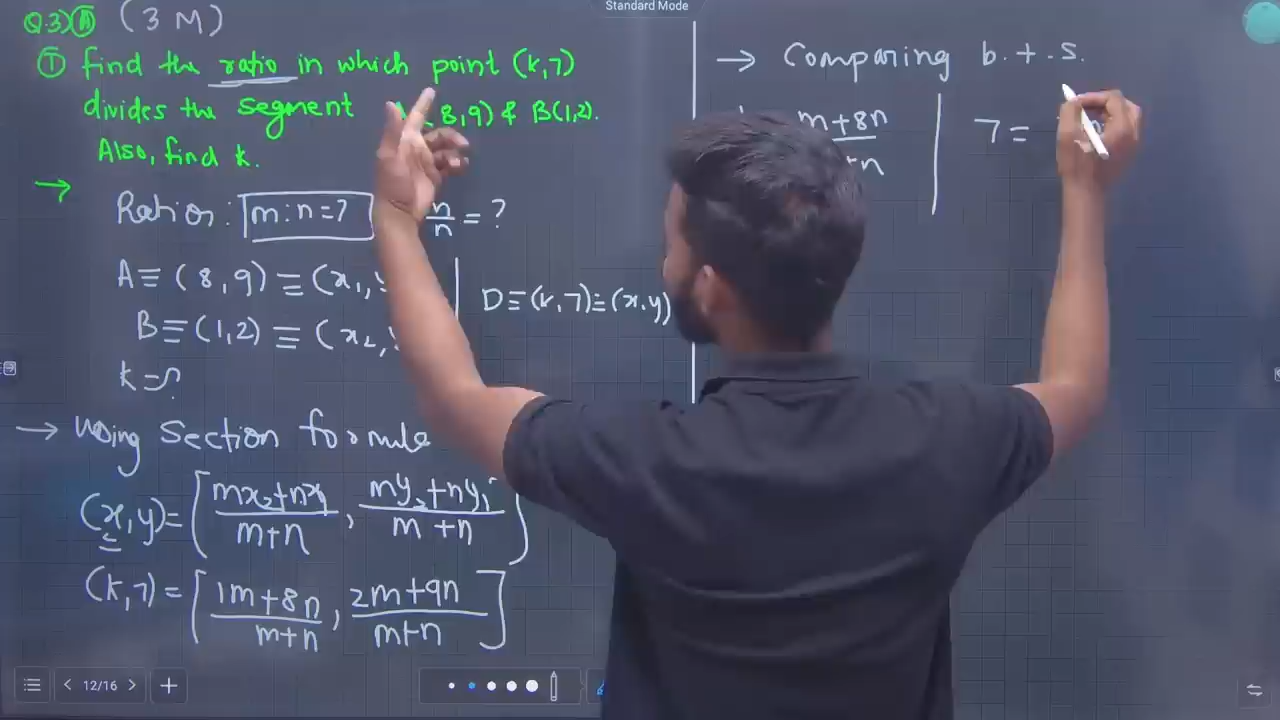 Standard Mode
Q.3) A (3 M)
① find the ratio in which point (k,7)
divides the segment 8,9) & B(1,2).
Also, find k.
→
Ratio: m:n=? n/n = ?
A≡ (8,9) ≡ (x₁,
B≡ (1,2) ≡ (x₂,
k=?
D≡(k,7)≡(x,y)
→ Using Section formula
(x,y)= [mx₂+nx₁/m+n, my₂+ny₁/m+n]
(k,7) = [1m+8n/m+n, 2m+9n/m+n]
→ Comparing b.t.s.
m+8n/+n
7 =
12/16